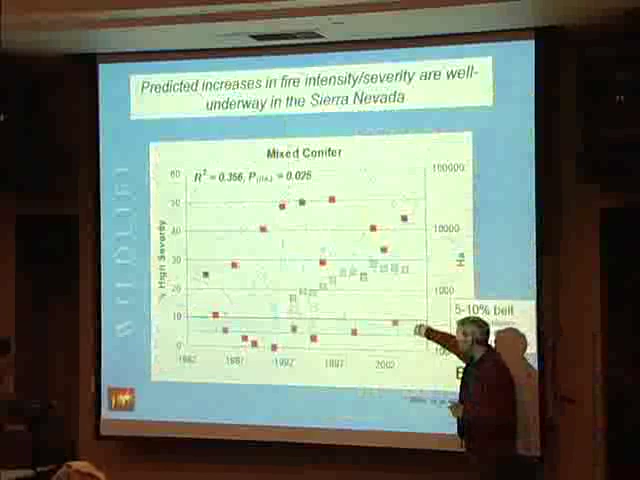 Predicted increases in fire intensity/severity are well-
underway in the Sierra Nevada
Mixed Conifer
R² = 0.356, P = 0.025
60
50
40
30
20
10
0
% High Severity
100000
10000
1000
Ha
1982
1987
1992
1997
2002
5-10% belt
WILDLIFE